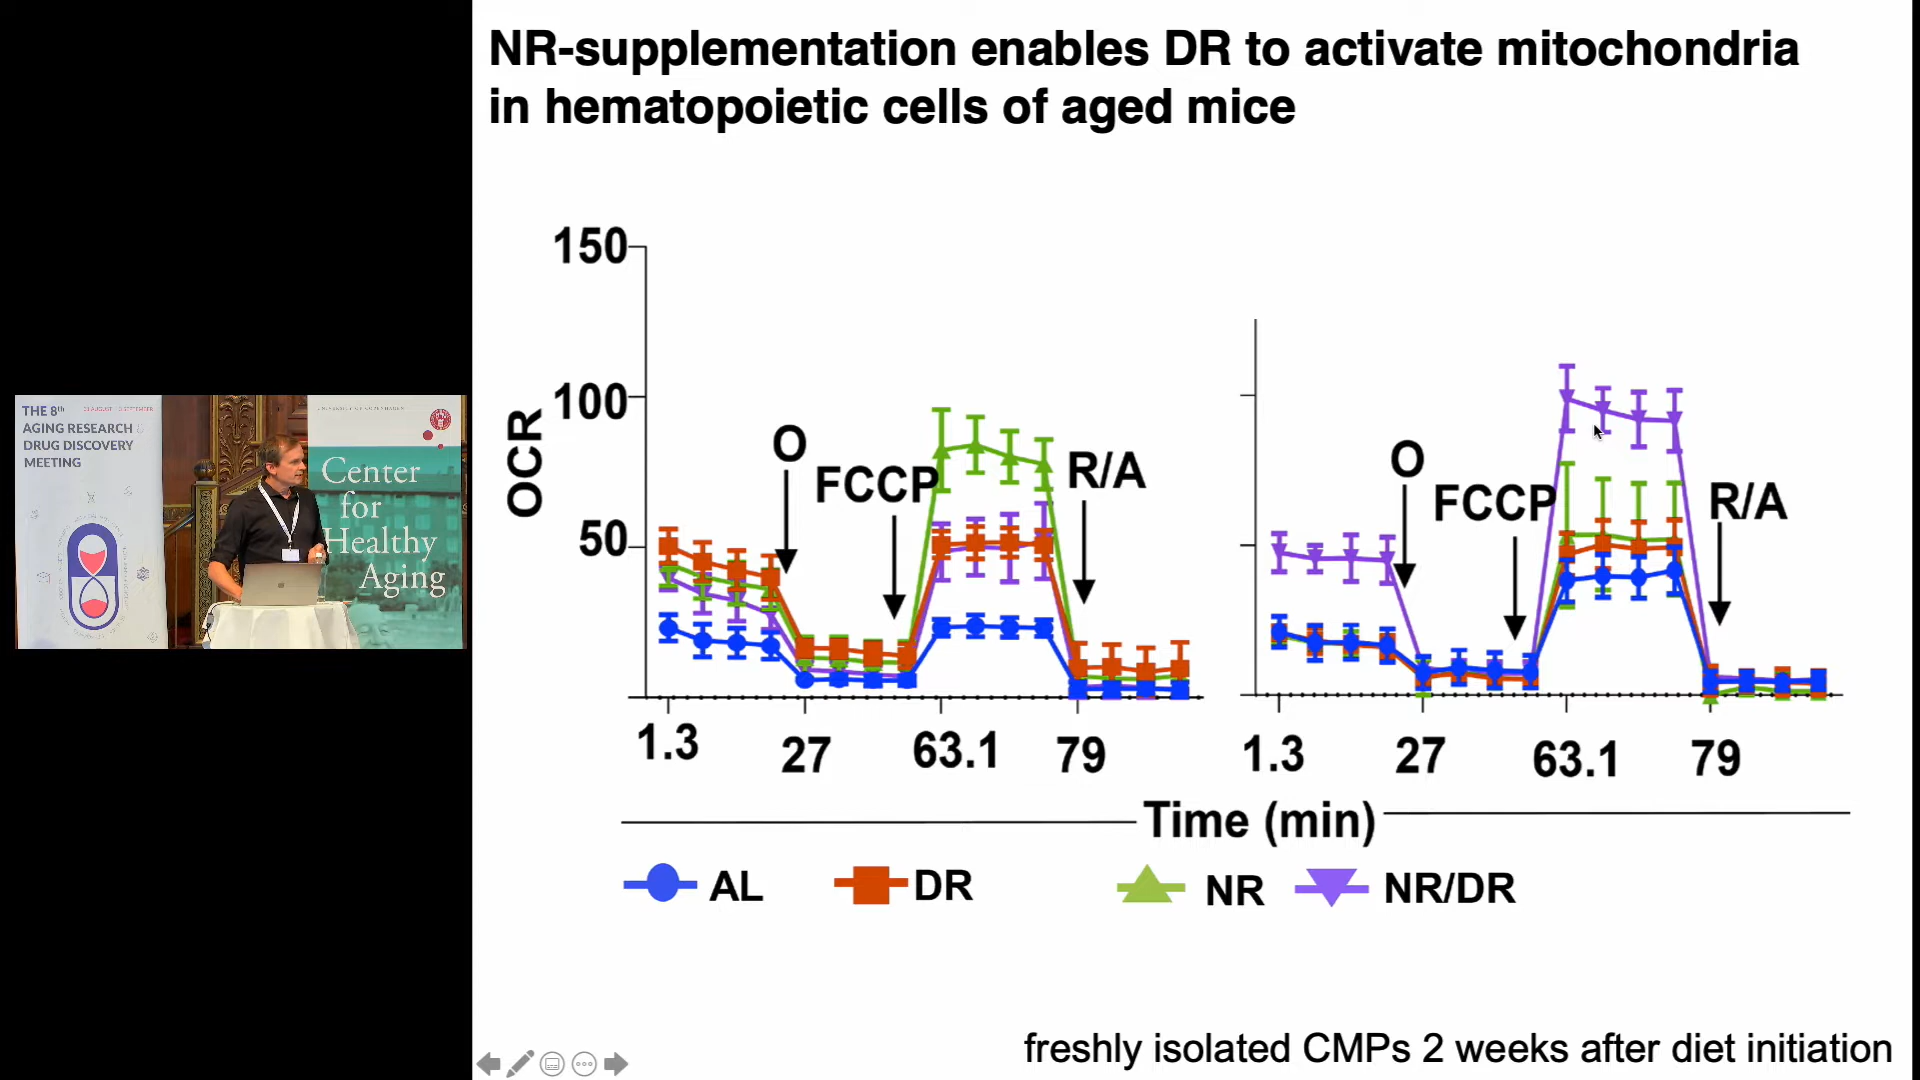 NR-supplementation enables DR to activate mitochondria
in hematopoietic cells of aged mice
THE 8th
AGING RESEARCH &
DRUG DISCOVERY
MEETING
Center
for
Healthy
Aging
OCR
150
100
50
O
FCCP
R/A
1.3
27
63.1
79
O
FCCP
R/A
1.3
27
63.1
79
Time (min)
AL
DR
NR
NR/DR
freshly isolated CMPs 2 weeks after diet initiation